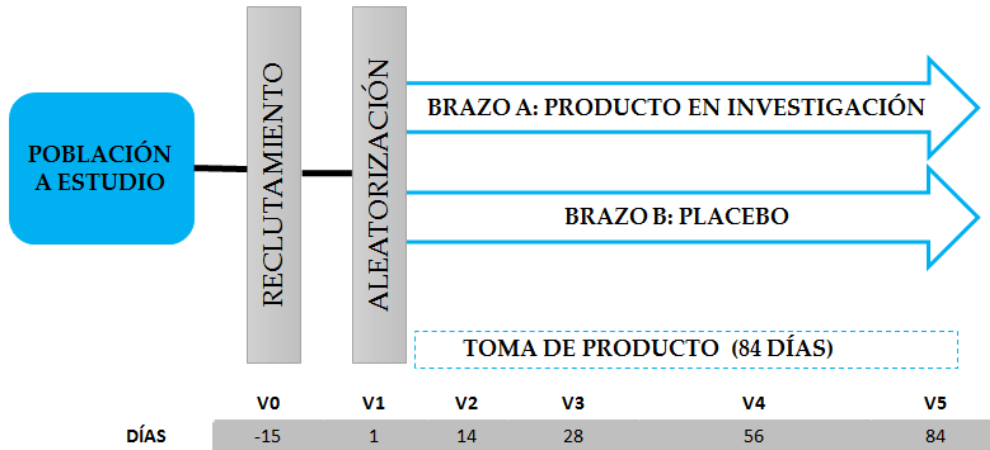 POBLACIÓN
A ESTUDIO
RECLUTAMIENTO
ALEATORIZACIÓN
BRAZO A: PRODUCTO EN INVESTIGACIÓN
BRAZO B: PLACEBO
TOMA DE PRODUCTO (84 DÍAS)
V0 V1 V2 V3 V4 V5
DÍAS -15 1 14 28 56 84